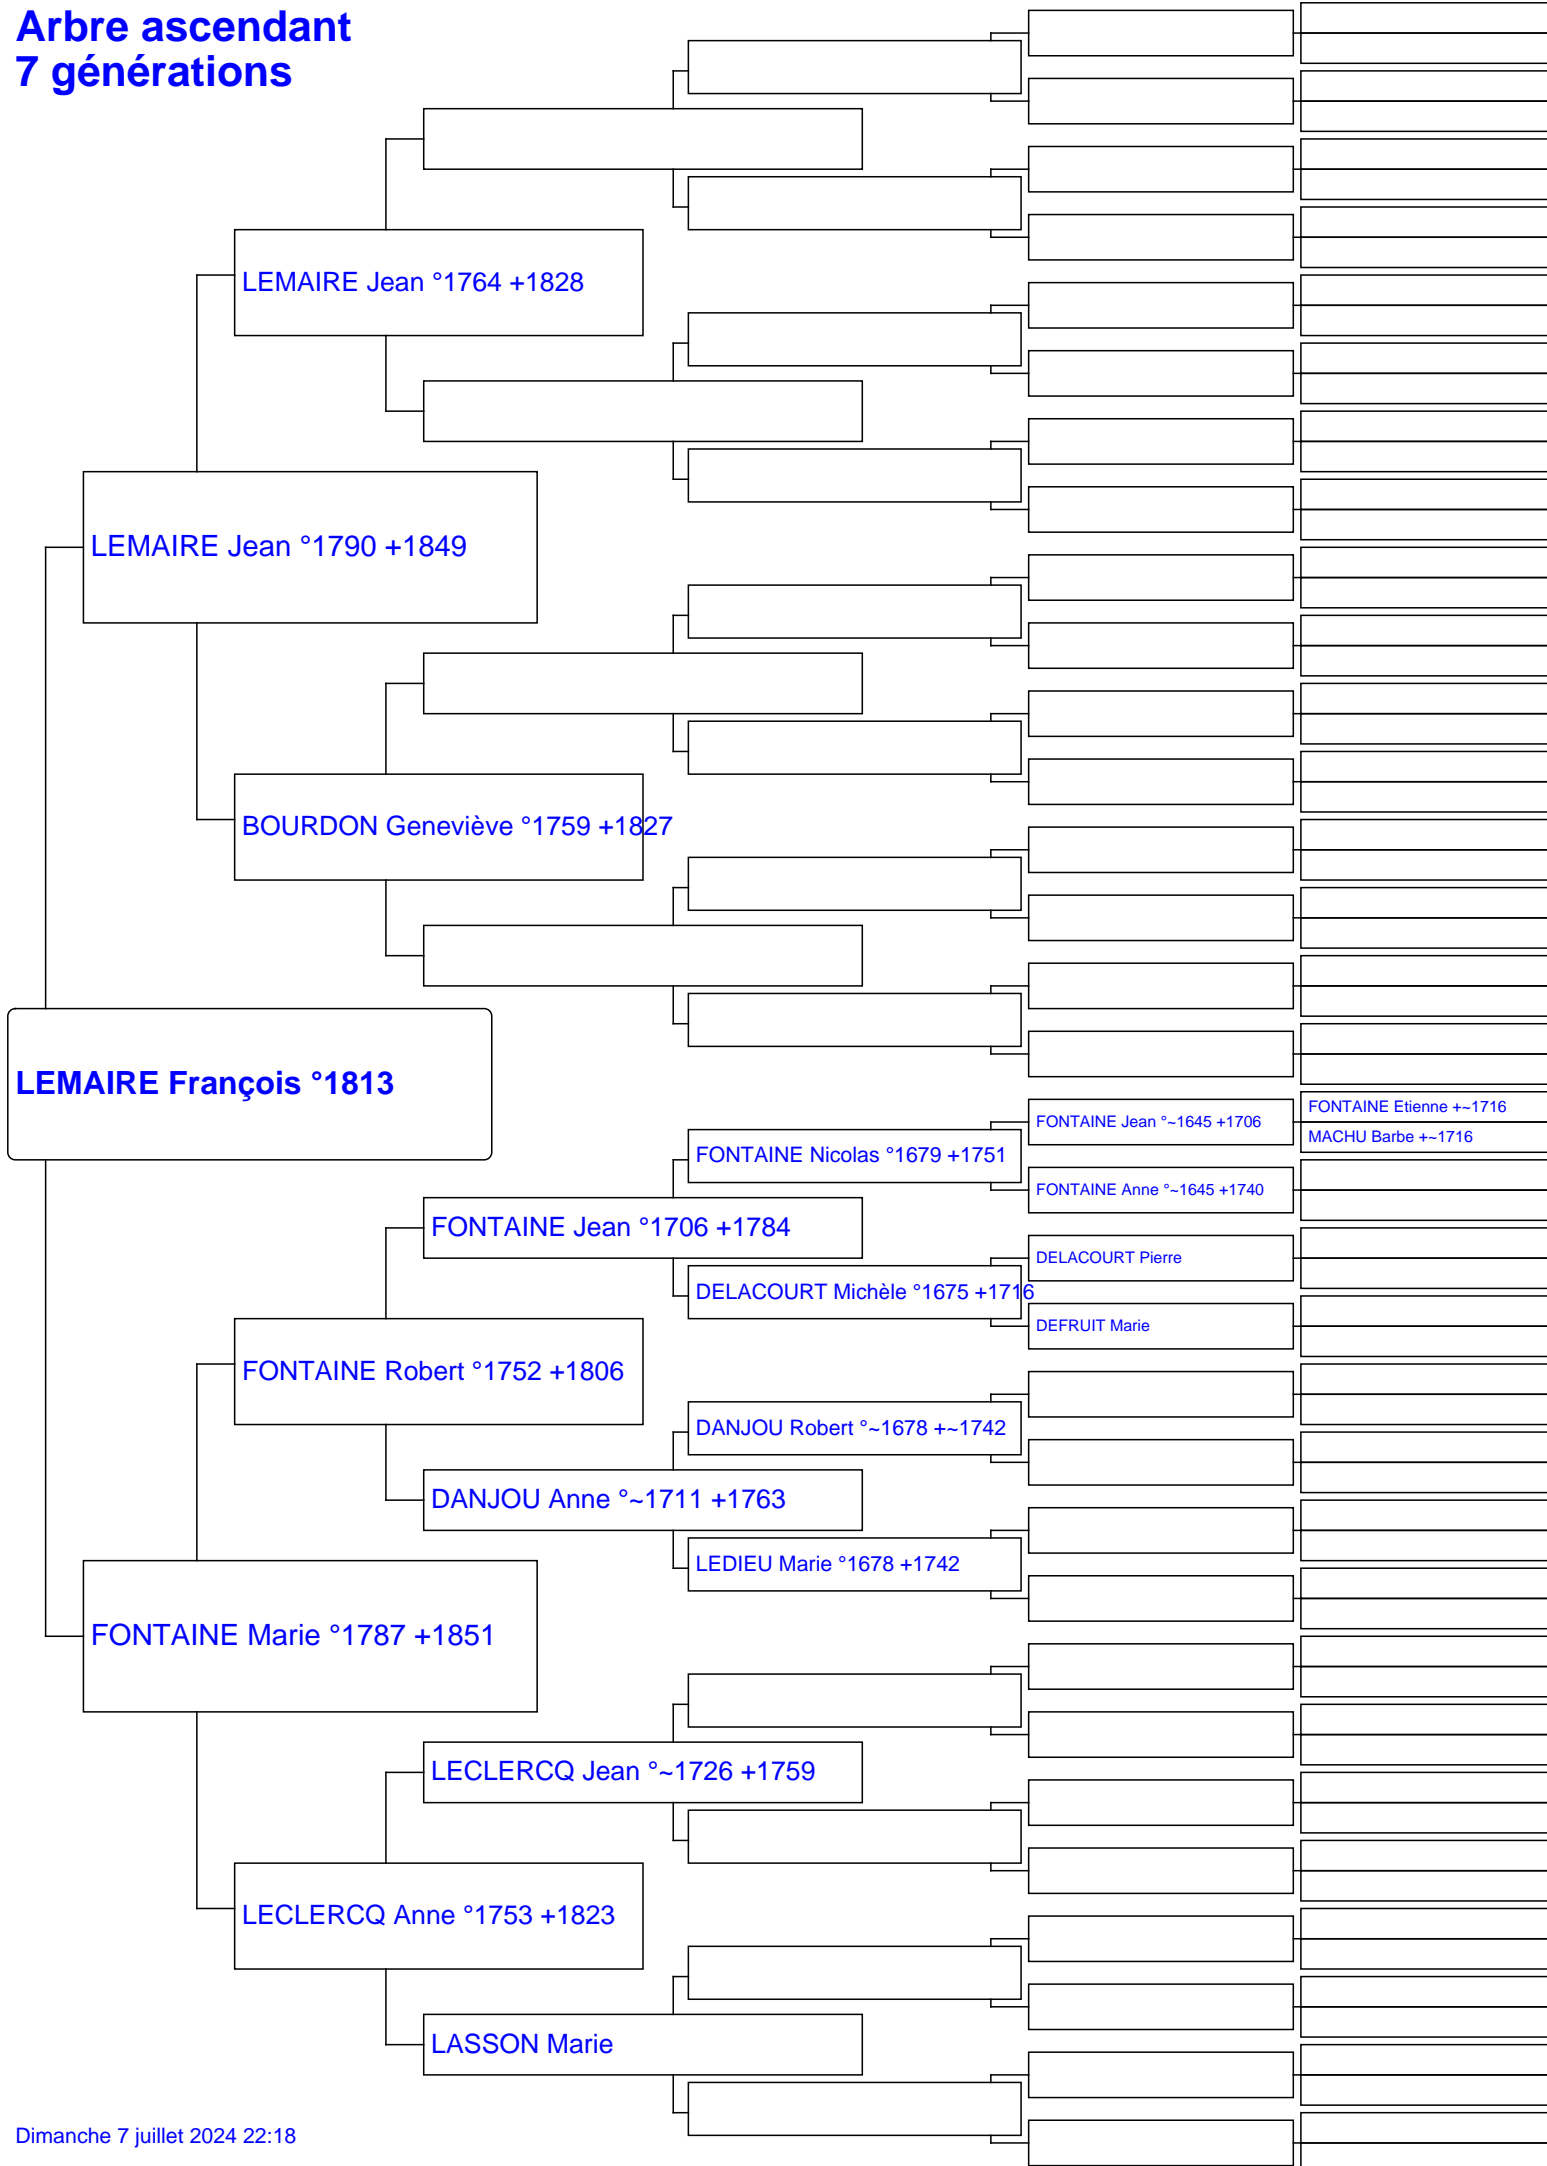 Arbre ascendant
7 générations
LEMAIRE Jean °1764 +1828
LEMAIRE Jean °1790 +1849
BOURDON Geneviève °1759 +1827
LEMAIRE François °1813
FONTAINE Etienne +~1716
FONTAINE Jean °~1645 +1706
MACHU Barbe +~1716
FONTAINE Nicolas °1679 +1751
FONTAINE Anne °~1645 +1740
FONTAINE Jean °1706 +1784
DELACOURT Pierre
DELACOURT Michèle °1675 +1716
DEFRUIT Marie
FONTAINE Robert °1752 +1806
DANJOU Robert °~1678 +~1742
DANJOU Anne °~1711 +1763
LEDIEU Marie °1678 +1742
FONTAINE Marie °1787 +1851
LECLERCQ Jean °~1726 +1759
LECLERCQ Anne °1753 +1823
LASSON Marie
Dimanche 7 juillet 2024 22:18